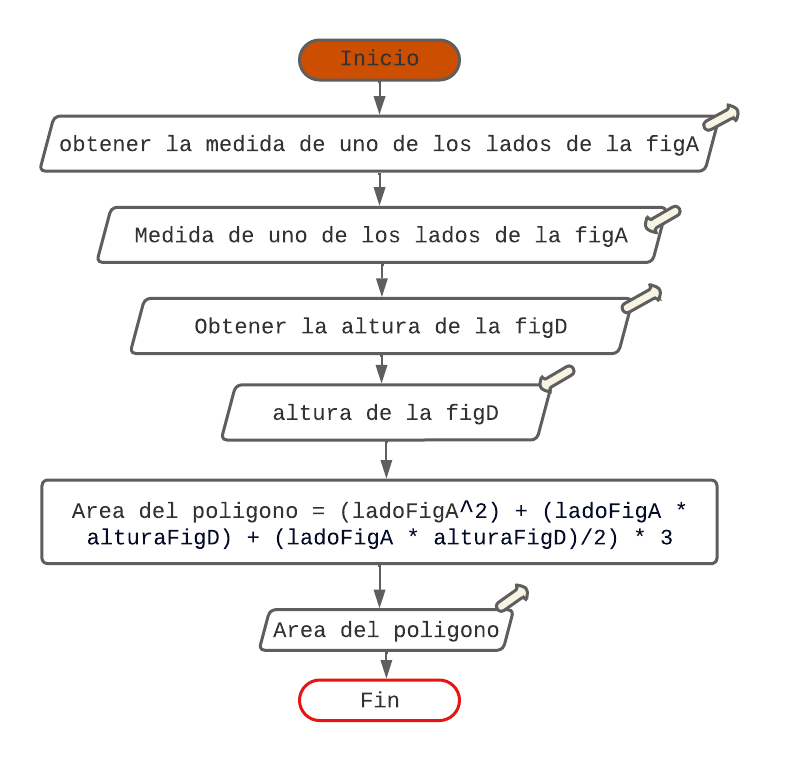 Inicio
obtener la medida de uno de los lados de la figA
Medida de uno de los lados de la figA
Obtener la altura de la figD
altura de la figD
Area del poligono = (ladoFigA^2) + (ladoFigA *
alturaFigD) + (ladoFigA * alturaFigD)/2) * 3
Area del poligono
Fin